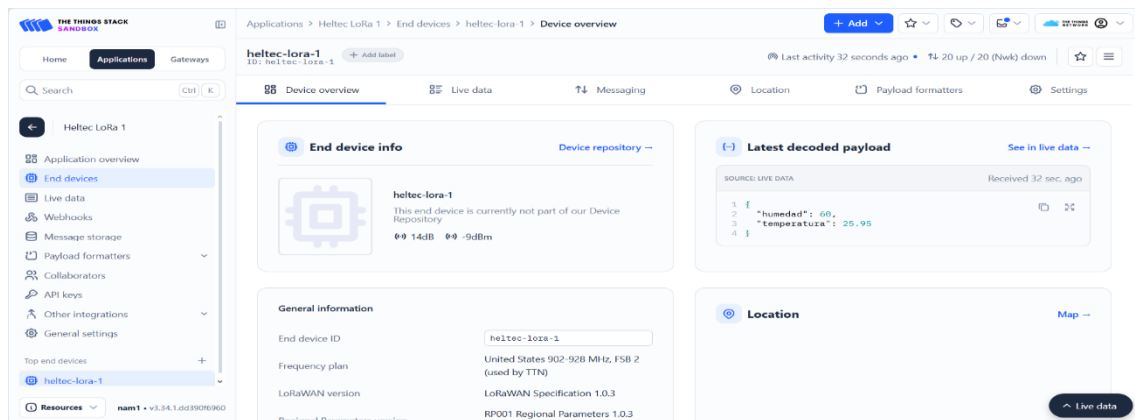 THE THINGS STACK
SANDBOX
Home
Applications
Gateways
Search
Ctrl
K
Heltec LoRa 1
Application overview
End devices
Live data
Webhooks
Message storage
Payload formatters
Collaborators
API keys
Other integrations
General settings
Top end devices
+
heltec-lora-1
Resources
nam1 • v3.34.1.dd390f6960
Applications > Heltec LoRa 1 > End devices > heltec-lora-1 > Device overview
+ Add
THE THINGS
NETWORK
heltec-lora-1
+ Add label
ID: heltec-lora-1
Last activity 32 seconds ago • ↑↓ 20 up / 20 (Nwk) down
Device overview
Live data
Messaging
Location
Payload formatters
Settings
End device info
Device repository →
heltec-lora-1
This end device is currently not part of our Device
Repository
14dB
-9dBm
Latest decoded payload
See in live data →
SOURCE: LIVE DATA
Received 32 sec. ago
1 {
2 "humedad": 60,
3 "temperatura": 25.95
4 }
General information
End device ID
heltec-lora-1
Frequency plan
United States 902-928 MHz, FSB 2
(used by TTN)
LoRaWAN version
LoRaWAN Specification 1.0.3
Regional Parameters version
RP001 Regional Parameters 1.0.3
Location
Map →
Live data